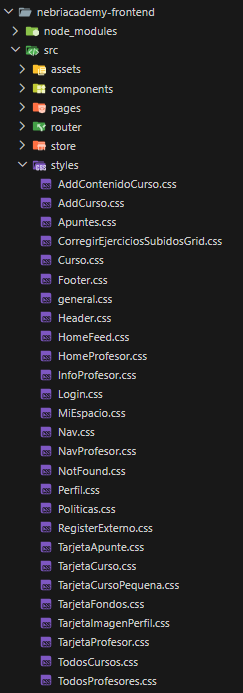 nebriacademy-frontend
node_modules
src
assets
components
pages
router
store
styles
AddContenidoCurso.css
AddCurso.css
Apuntes.css
CorregirEjerciciosSubidosGrid.css
Curso.css
Footer.css
general.css
Header.css
HomeFeed.css
HomeProfesor.css
InfoProfesor.css
Login.css
MiEspacio.css
Nav.css
NavProfesor.css
NotFound.css
Perfil.css
Politicas.css
RegisterExterno.css
TarjetaApunte.css
TarjetaCurso.css
TarjetaCursoPequena.css
TarjetaFondos.css
TarjetaImagenPerfil.css
TarjetaProfesor.css
TodosCursos.css
TodosProfesores.css